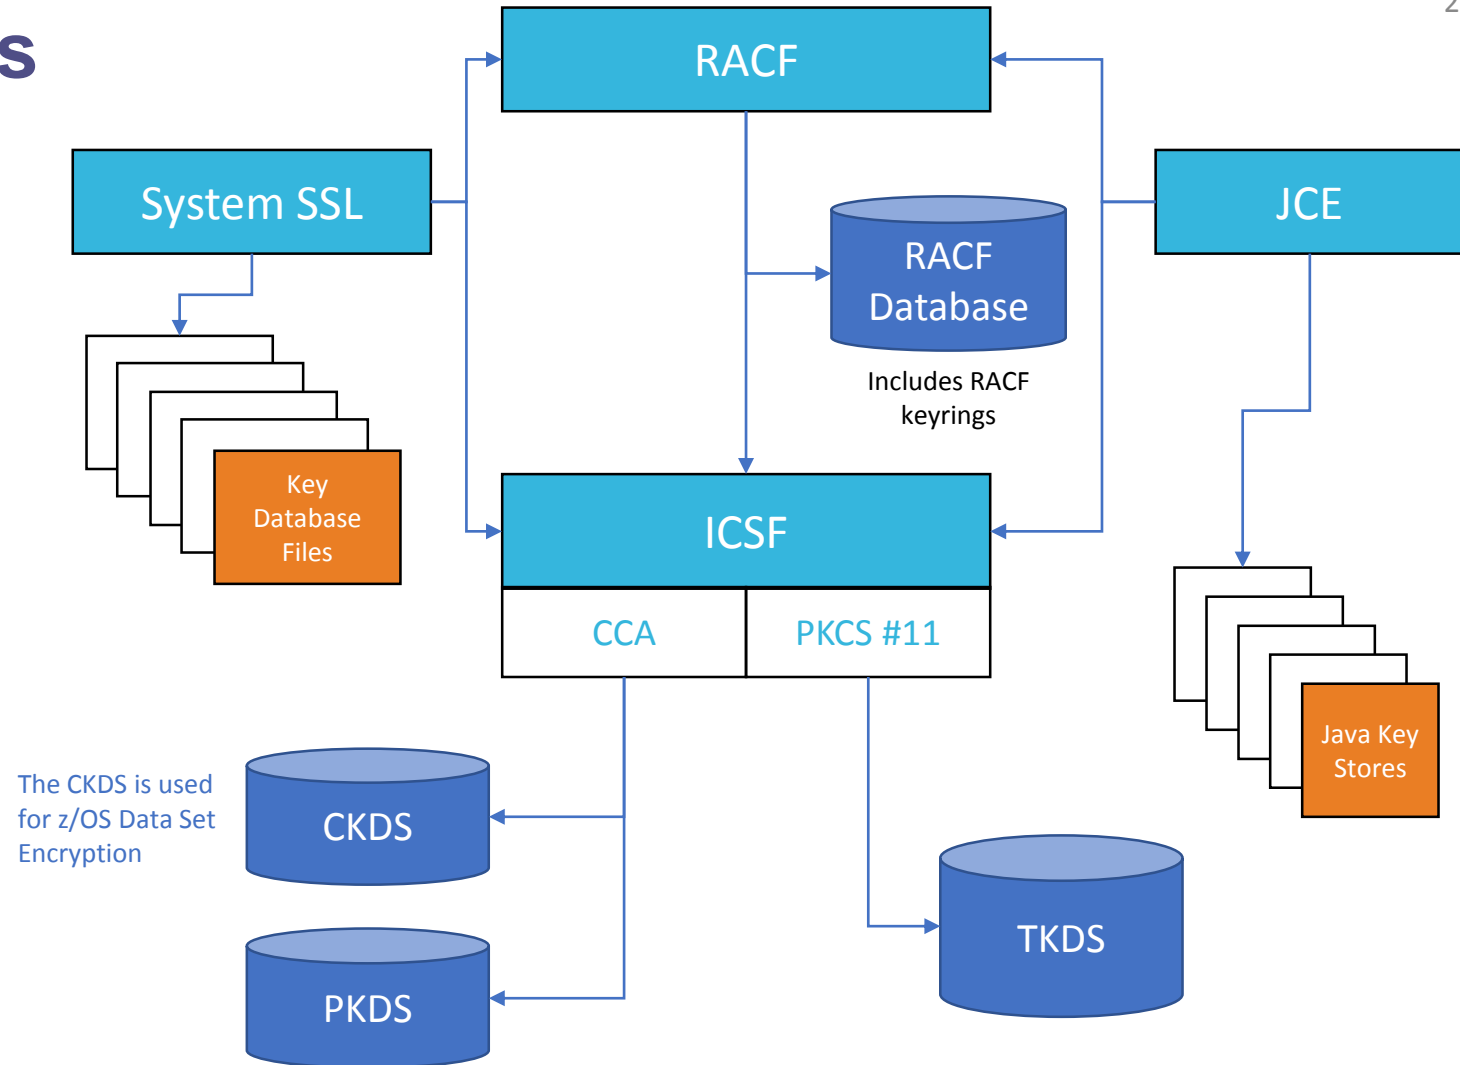 2
s
RACF
System SSL
JCE
RACF
Database
Includes RACF
keyrings
Key
Database
Files
ICSF
CCA
PKCS #11
Java Key
Stores
The CKDS is used
for z/OS Data Set
Encryption
CKDS
TKDS
PKDS